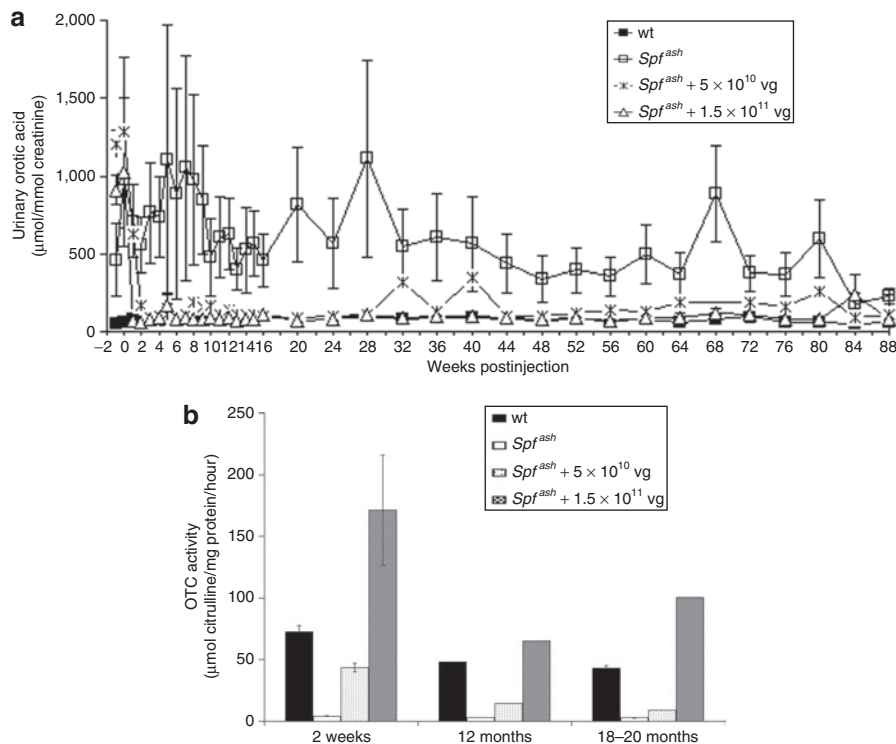 a
2,000
1,500
1,000
500
0
Urinary orotic acid
(μmol/mmol creatinine)
wt
Spf^ash
Spf^ash + 5 × 10^10 vg
Spf^ash + 1.5 × 10^11 vg
−2 0 2 4 6 8 10 12 14 16 20 24 28 32 36 40 44 48 52 56 60 64 68 72 76 80 84 88
Weeks postinjection
b
250
200
150
100
50
0
OTC activity
(μmol citrulline/mg protein/hour)
wt
Spf^ash
Spf^ash + 5 × 10^10 vg
Spf^ash + 1.5 × 10^11 vg
2 weeks 12 months 18–20 months